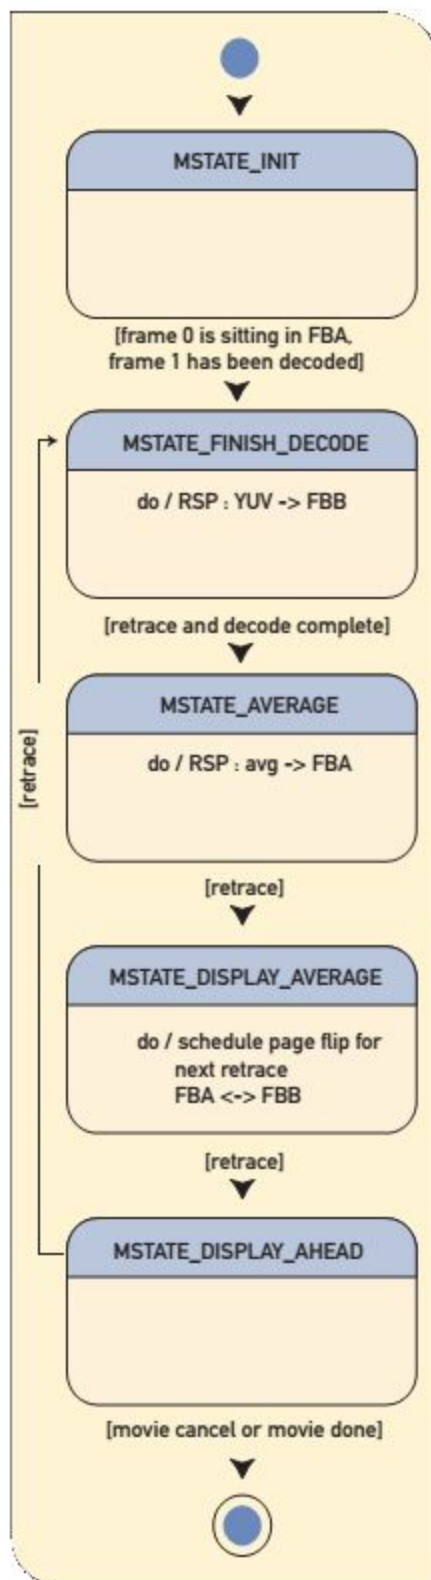 MSTATE_INIT
[frame 0 is sitting in FBA,
frame 1 has been decoded]
MSTATE_FINISH_DECODE
do / RSP : YUV -> FBB
[retrace and decode complete]
MSTATE_AVERAGE
do / RSP : avg -> FBA
[retrace]
[retrace]
MSTATE_DISPLAY_AVERAGE
do / schedule page flip for
next retrace
FBA <-> FBB
[retrace]
MSTATE_DISPLAY_AHEAD
[movie cancel or movie done]